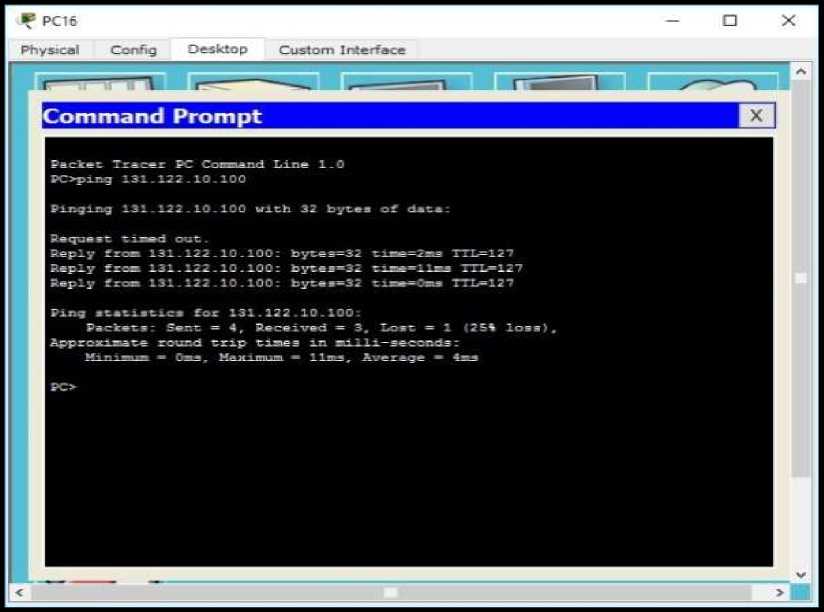 PC16
Physical Config Desktop Custom Interface
Command Prompt
X
Packet Tracer PC Command Line 1.0
PC>ping 131.122.10.100
Pinging 131.122.10.100 with 32 bytes of data:
Request timed out.
Reply from 131.122.10.100: bytes=32 time=2ms TTL=127
Reply from 131.122.10.100: bytes=32 time=11ms TTL=127
Reply from 131.122.10.100: bytes=32 time=0ms TTL=127
Ping statistics for 131.122.10.100:
Packets: Sent = 4, Received = 3, Lost = 1 (25% loss),
Approximate round trip times in milli-seconds:
Minimum = 0ms, Maximum = 11ms, Average = 4ms
PC>